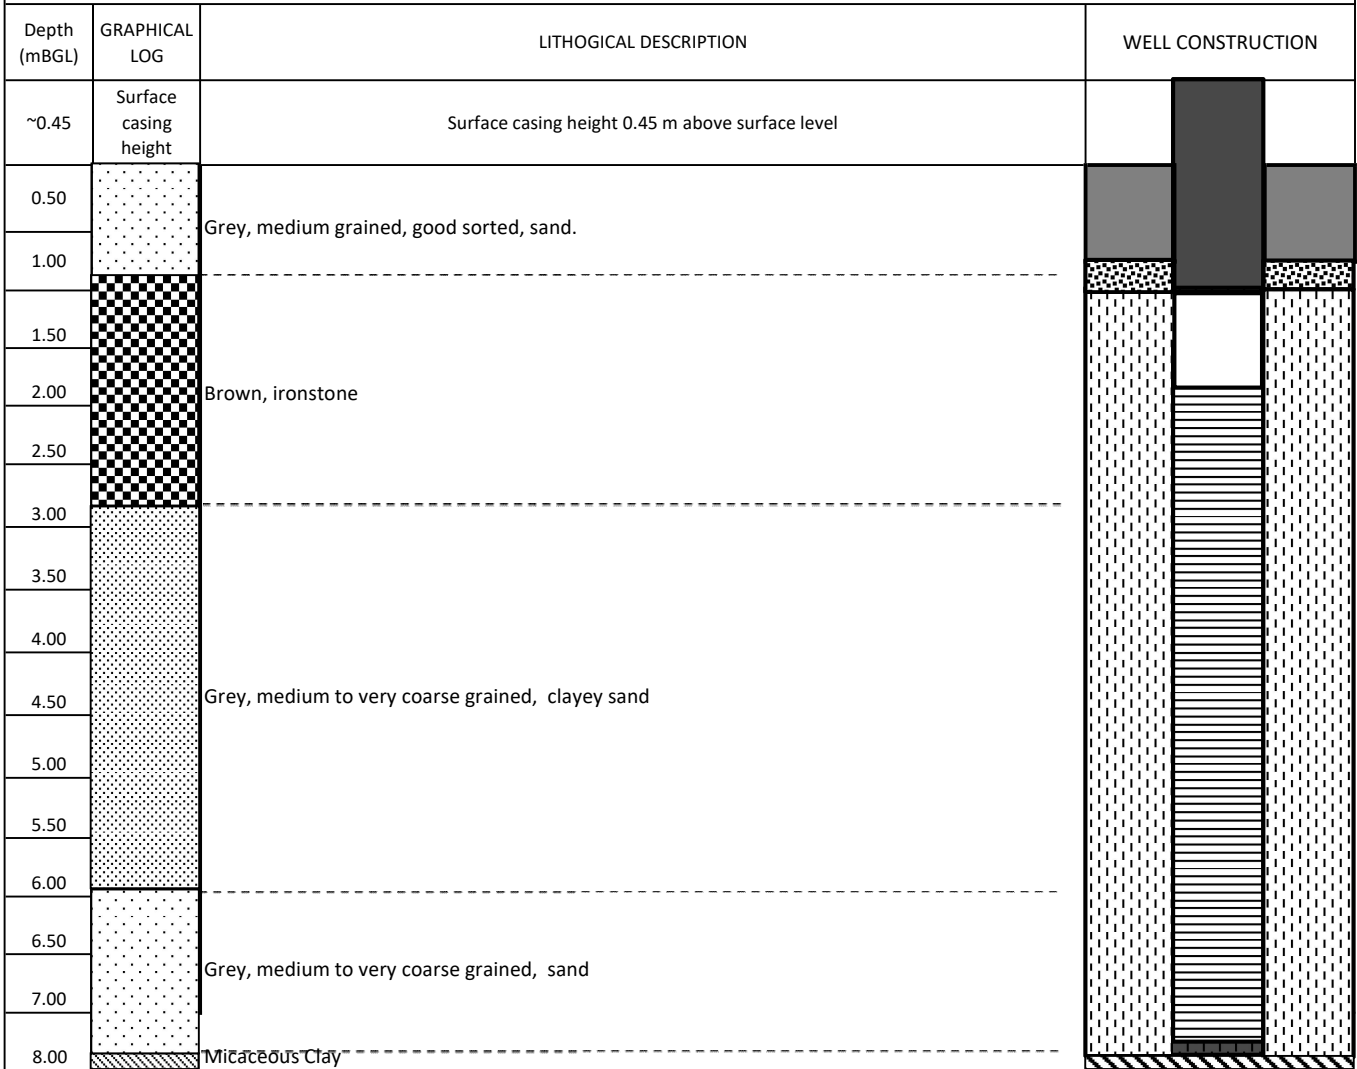 Depth
(mBGL)
GRAPHICAL
LOG
LITHOGICAL DESCRIPTION
WELL CONSTRUCTION
~0.45
Surface
casing
height
Surface casing height 0.45 m above surface level
0.50
Grey, medium grained, good sorted, sand.
1.00
1.50
2.00
Brown, ironstone
2.50
3.00
3.50
4.00
4.50
Grey, medium to very coarse grained, clayey sand
5.00
5.50
6.00
6.50
Grey, medium to very coarse grained, sand
7.00
8.00
Micaceous Clay